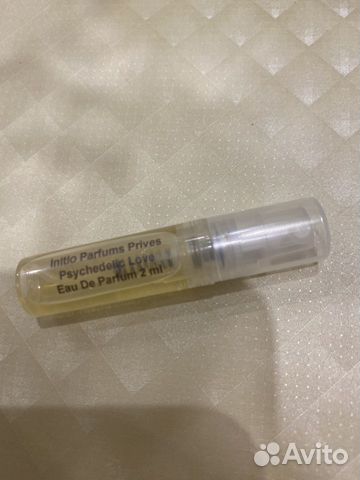 Initio Parfums Prives
Psychedelic Love
Eau De Parfum 2 ml
Avito